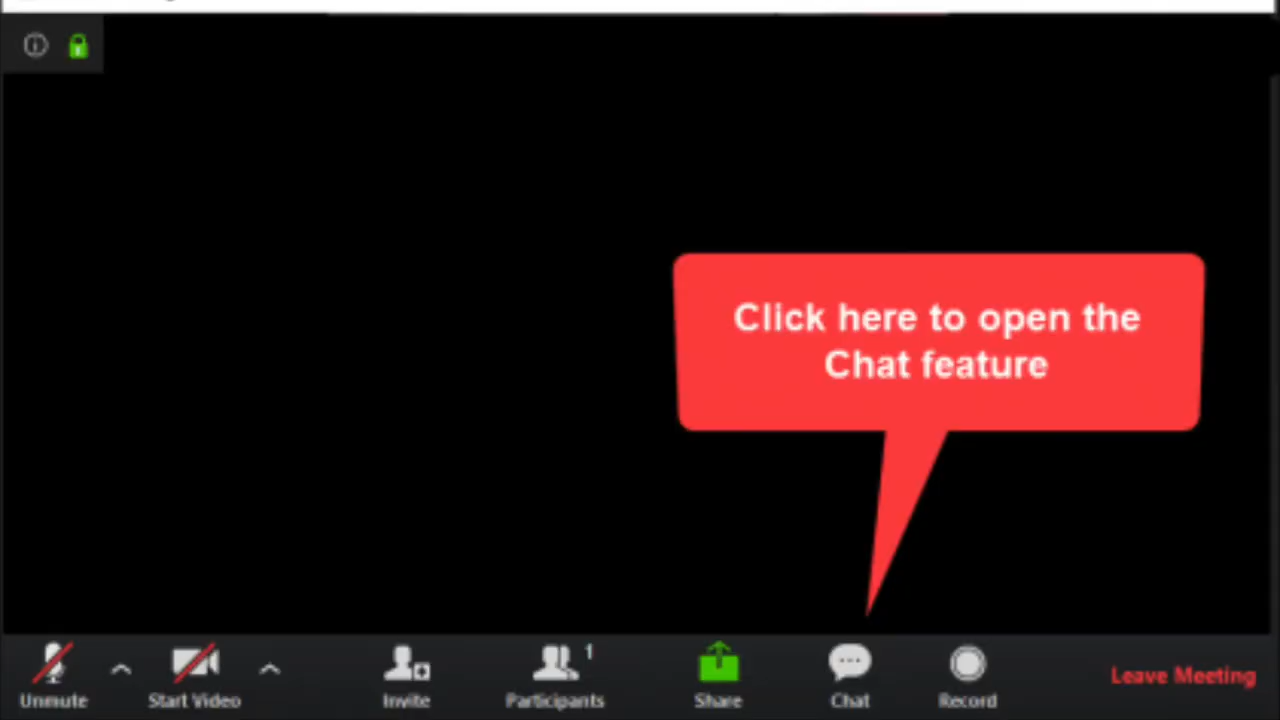 Click here to open the
Chat feature
1
Unmute
Start Video
Invite
Participants
Share
Chat
Record
Leave Meeting